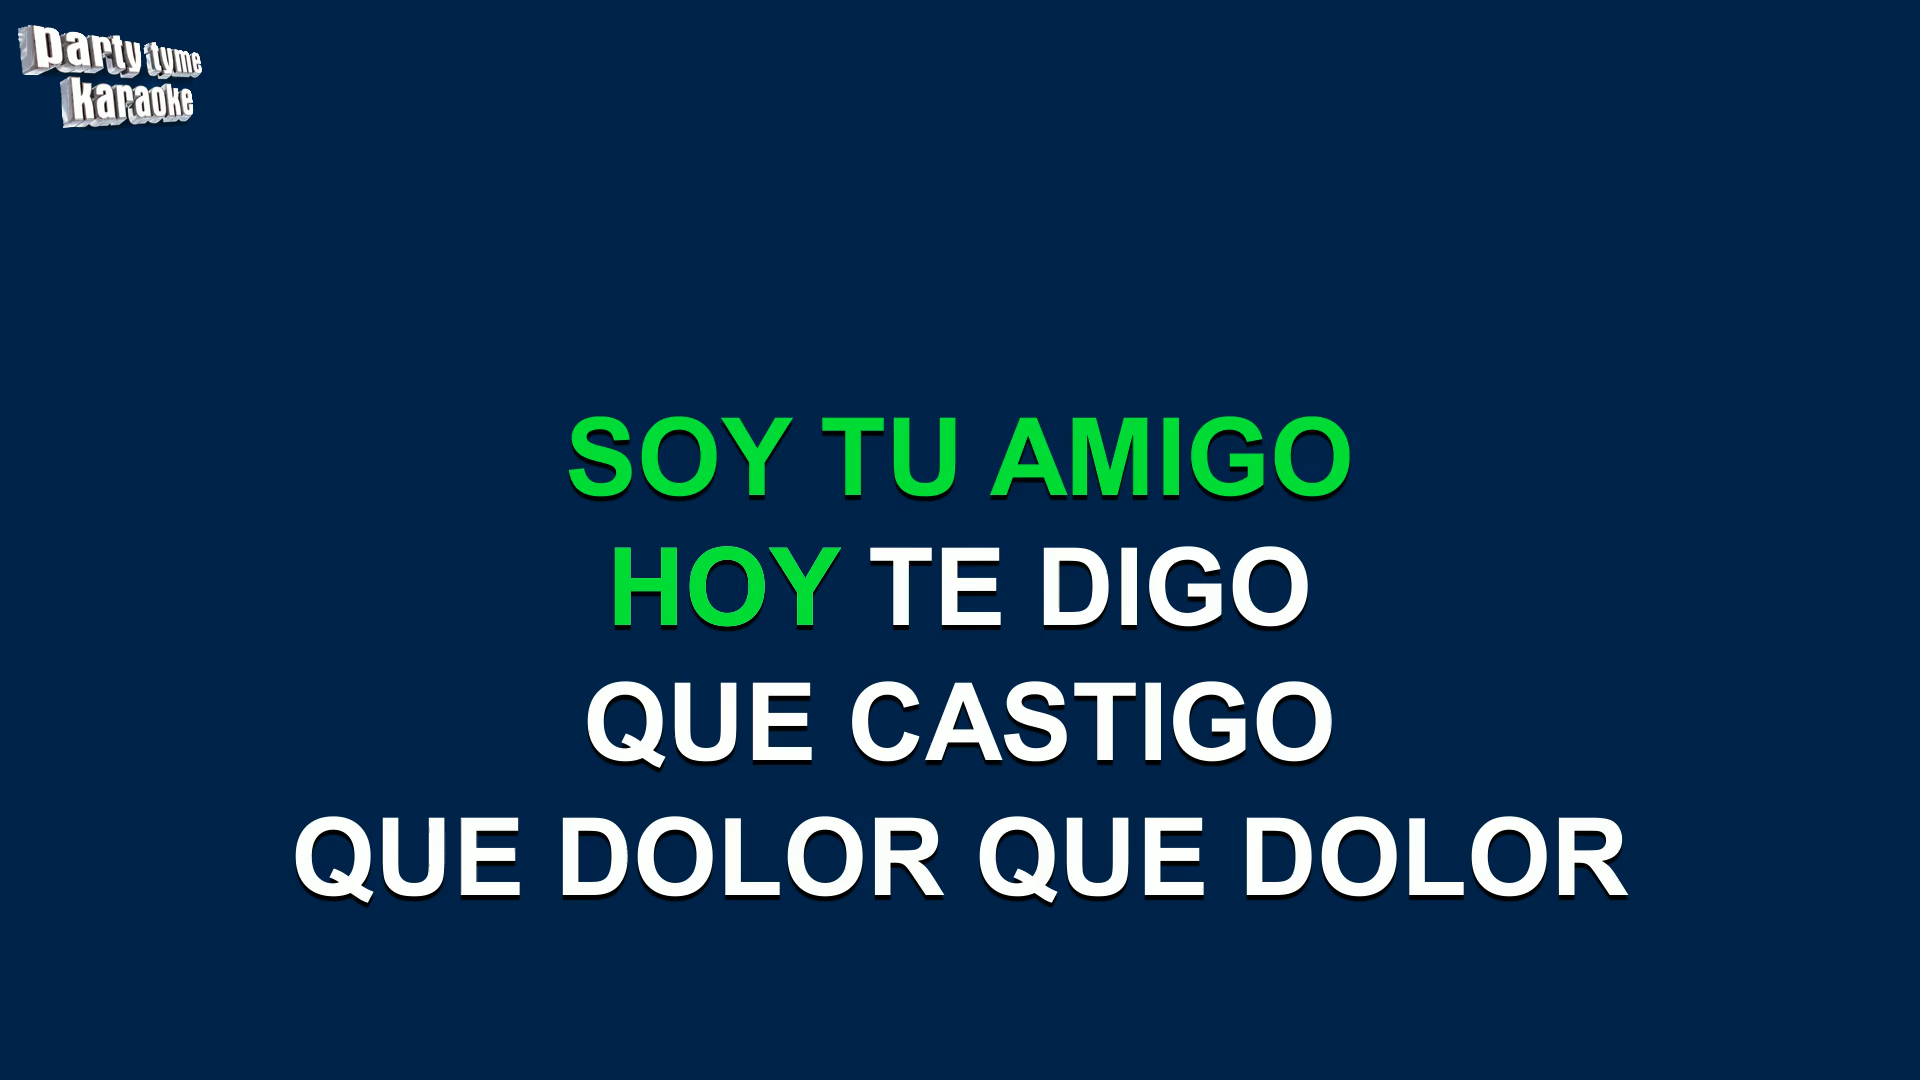 party tyme
karaoke
SOY TU AMIGO
HOY TE DIGO
QUE CASTIGO
QUE DOLOR QUE DOLOR